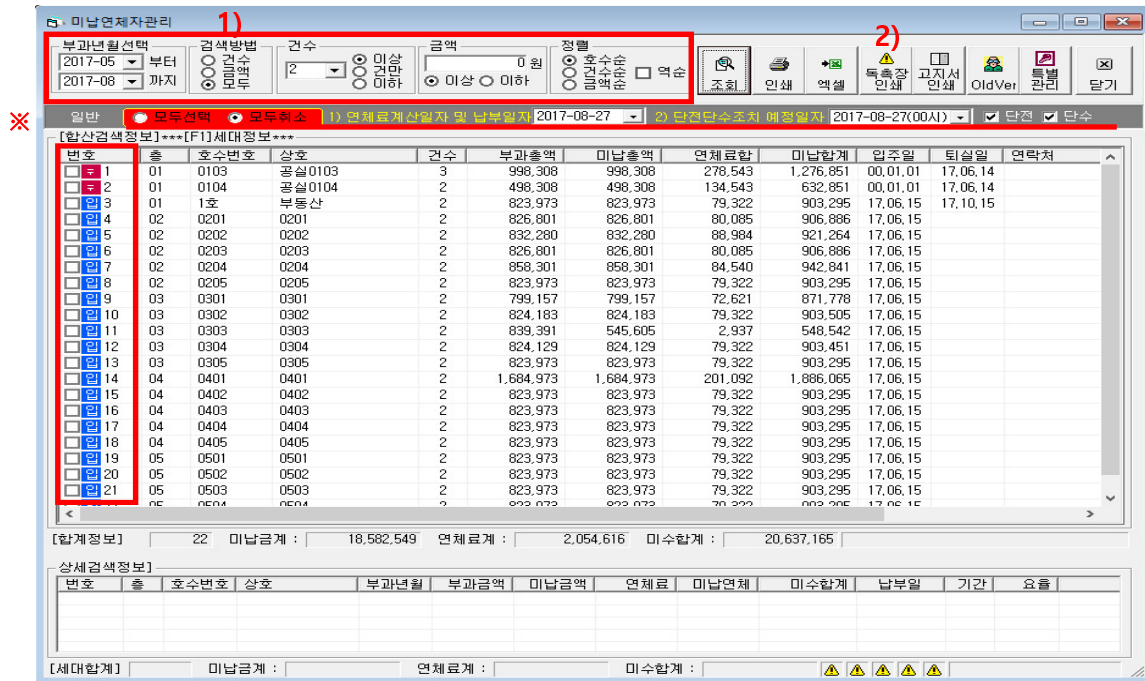 미납연체자관리
1)
2)
부과년월선택 검색방법 건수 금액 정렬
2017-05 부터 건수 이상 0 원 호수순
2 건만 건수순 역순
2017-08 까지 금액 이하 이상 이하 금액순
모두
조회 인쇄 엑셀 독촉장 인쇄 고지서 인쇄 OldVer 특별 관리 닫기
※
일반 모두선택 모두취소 1) 연체료계산일자 및 납부일자 2017-08-27 2) 단전단수조치 예정일자 2017-08-27(00시) 단전 단수
[합산검색정보]***[F1]세대정보***
번호 층 호수번호 상호 건수 부과총액 미납총액 연체료합 미납합계 입주일 퇴실일 연락처
1 01 0103 공실0103 3 998,308 998,308 278,543 1,276,851 00,01,01 17,06,14
2 01 0104 공실0104 2 498,308 498,308 134,543 632,851 00,01,01 17,06,14
입 3 01 1호 부동산 2 823,973 823,973 79,322 903,295 17,06,15 17,10,15
입 4 02 0201 0201 2 826,801 826,801 80,085 906,886 17,06,15
입 5 02 0202 0202 2 832,280 832,280 88,984 921,264 17,06,15
입 6 02 0203 0203 2 826,801 826,801 80,085 906,886 17,06,15
입 7 02 0204 0204 2 858,301 858,301 84,540 942,841 17,06,15
입 8 02 0205 0205 2 823,973 823,973 79,322 903,295 17,06,15
입 9 03 0301 0301 2 799,157 799,157 72,621 871,778 17,06,15
입 10 03 0302 0302 2 824,183 824,183 79,322 903,505 17,06,15
입 11 03 0303 0303 2 839,391 545,605 2,937 548,542 17,06,15
입 12 03 0304 0304 2 824,129 824,129 79,322 903,451 17,06,15
입 13 03 0305 0305 2 823,973 823,973 79,322 903,295 17,06,15
입 14 04 0401 0401 2 1,684,973 1,684,973 201,092 1,886,065 17,06,15
입 15 04 0402 0402 2 823,973 823,973 79,322 903,295 17,06,15
입 16 04 0403 0403 2 823,973 823,973 79,322 903,295 17,06,15
입 17 04 0404 0404 2 823,973 823,973 79,322 903,295 17,06,15
입 18 04 0405 0405 2 823,973 823,973 79,322 903,295 17,06,15
입 19 05 0501 0501 2 823,973 823,973 79,322 903,295 17,06,15
입 20 05 0502 0502 2 823,973 823,973 79,322 903,295 17,06,15
입 21 05 0503 0503 2 823,973 823,973 79,322 903,295 17,06,15
[합계정보] 22 미납금계 : 18,582,549 연체료계 : 2,054,616 미수합계 : 20,637,165
상세검색정보]
번호 층 호수번호 상호 부과년월 부과금액 미납금액 연체료 미납연체 미수합계 납부일 기간 요율
[세대합계] 미납금계 : 연체료계 : 미수합계 :